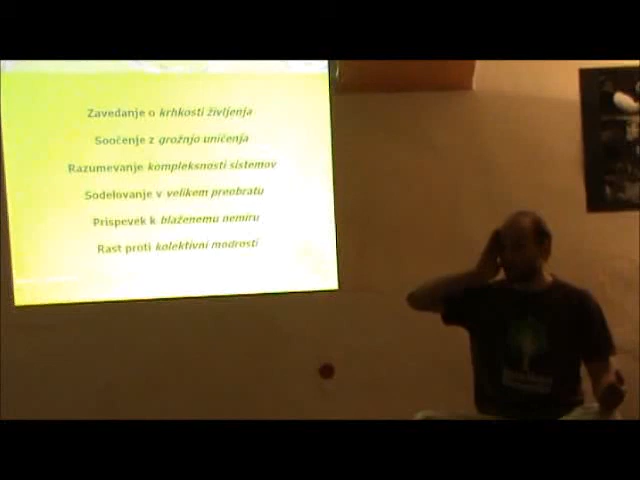 Zavedanje o krhkosti življenja
Soočenje z grožnjo uničenja
Razumevanje kompleksnosti sistemov
Sodelovanje v velikem preobratu
Prispevek k blaženemu nemiru
Rast proti kolektivni modrosti